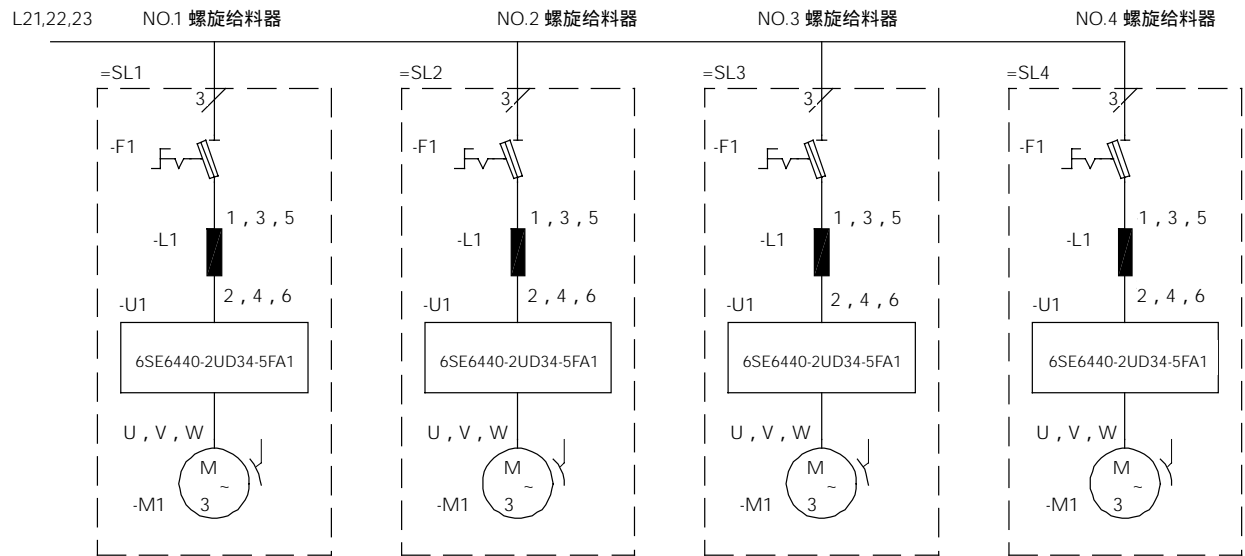 L21,22,23 NO.1 螺旋给料器 NO.2 螺旋给料器 NO.3 螺旋给料器 NO.4 螺旋给料器
=SL1 =SL2 =SL3 =SL4
3 3 3 3
-F1 -F1 -F1 -F1
1 , 3 , 5 1 , 3 , 5 1 , 3 , 5 1 , 3 , 5
-L1 -L1 -L1 -L1
2 , 4 , 6 2 , 4 , 6 2 , 4 , 6 2 , 4 , 6
-U1 -U1 -U1 -U1
6SE6440-2UD34-5FA1 6SE6440-2UD34-5FA1 6SE6440-2UD34-5FA1 6SE6440-2UD34-5FA1
U , V , W U , V , W U , V , W U , V , W
M M M M
~ ~ ~ ~
-M1 3 -M1 3 -M1 3 -M1 3